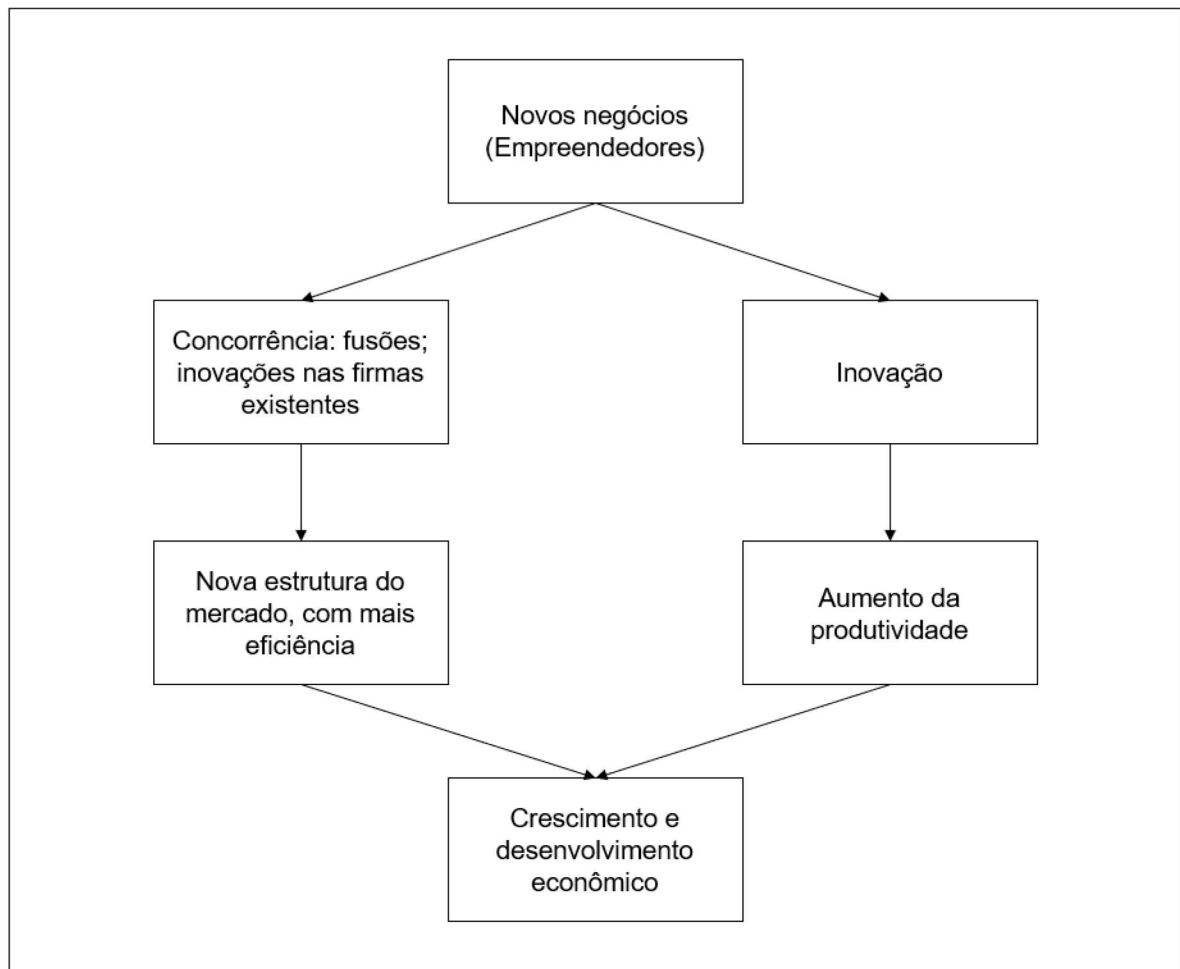 Novos negócios
(Empreendedores)
Concorrência: fusões;
inovações nas firmas
existentes
Inovação
Nova estrutura do
mercado, com mais
eficiência
Aumento da
produtividade
Crescimento e
desenvolvimento
econômico